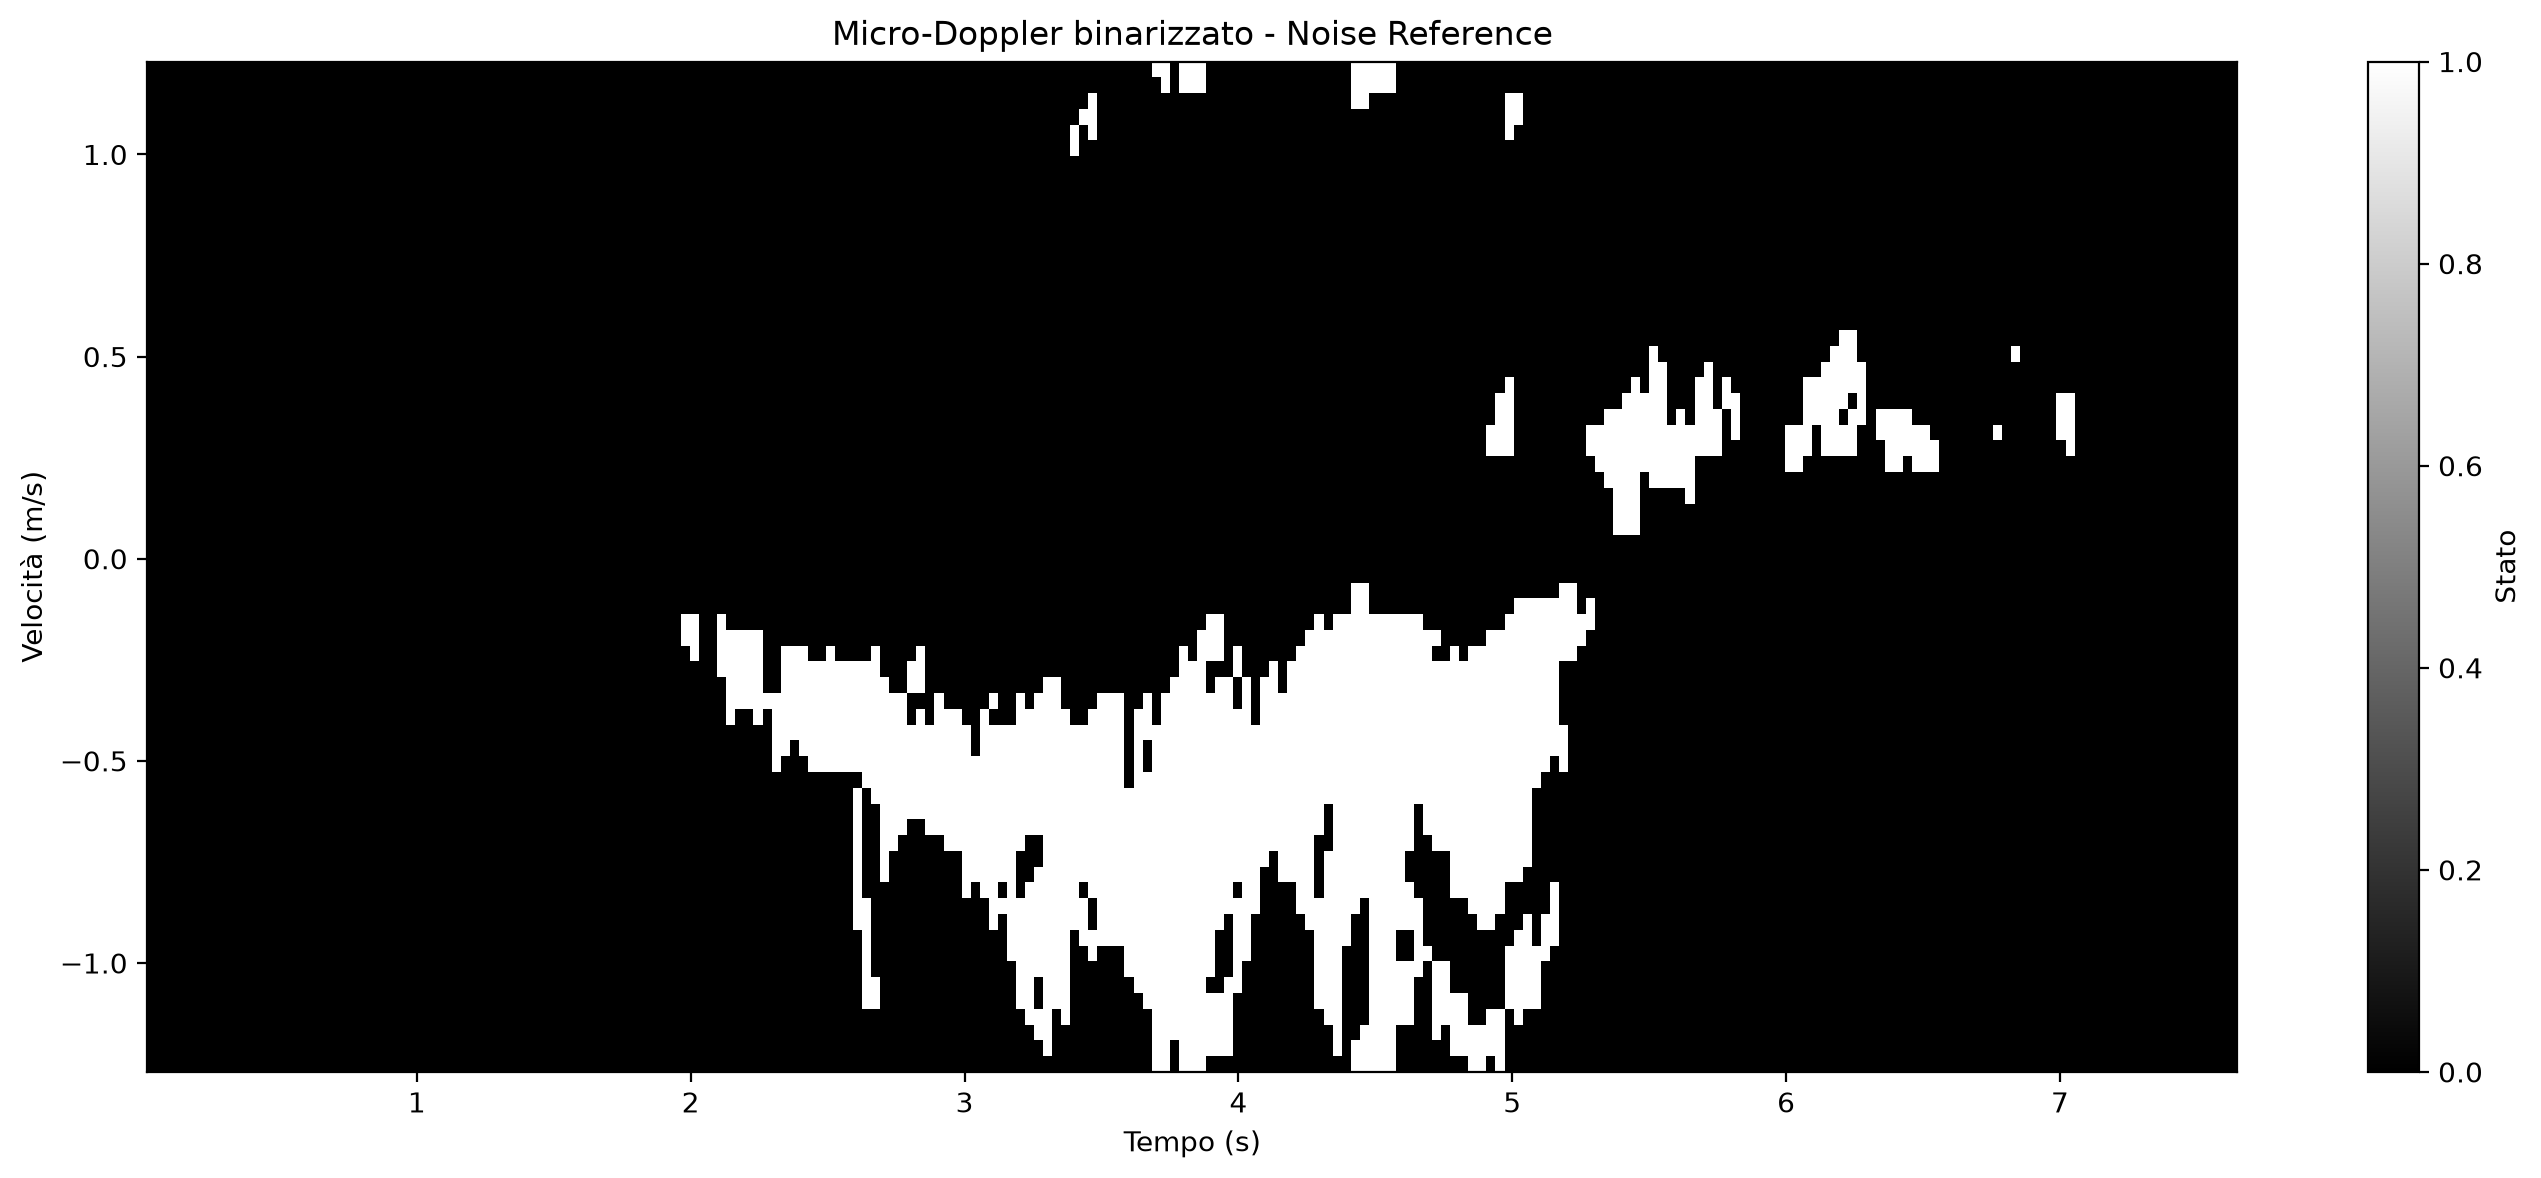 Micro-Doppler binarizzato - Noise Reference
Velocità (m/s)
1.0
0.5
0.0
−0.5
−1.0
1 2 3 4 5 6 7
Tempo (s)
1.0
0.8
0.6
0.4
0.2
0.0
Stato